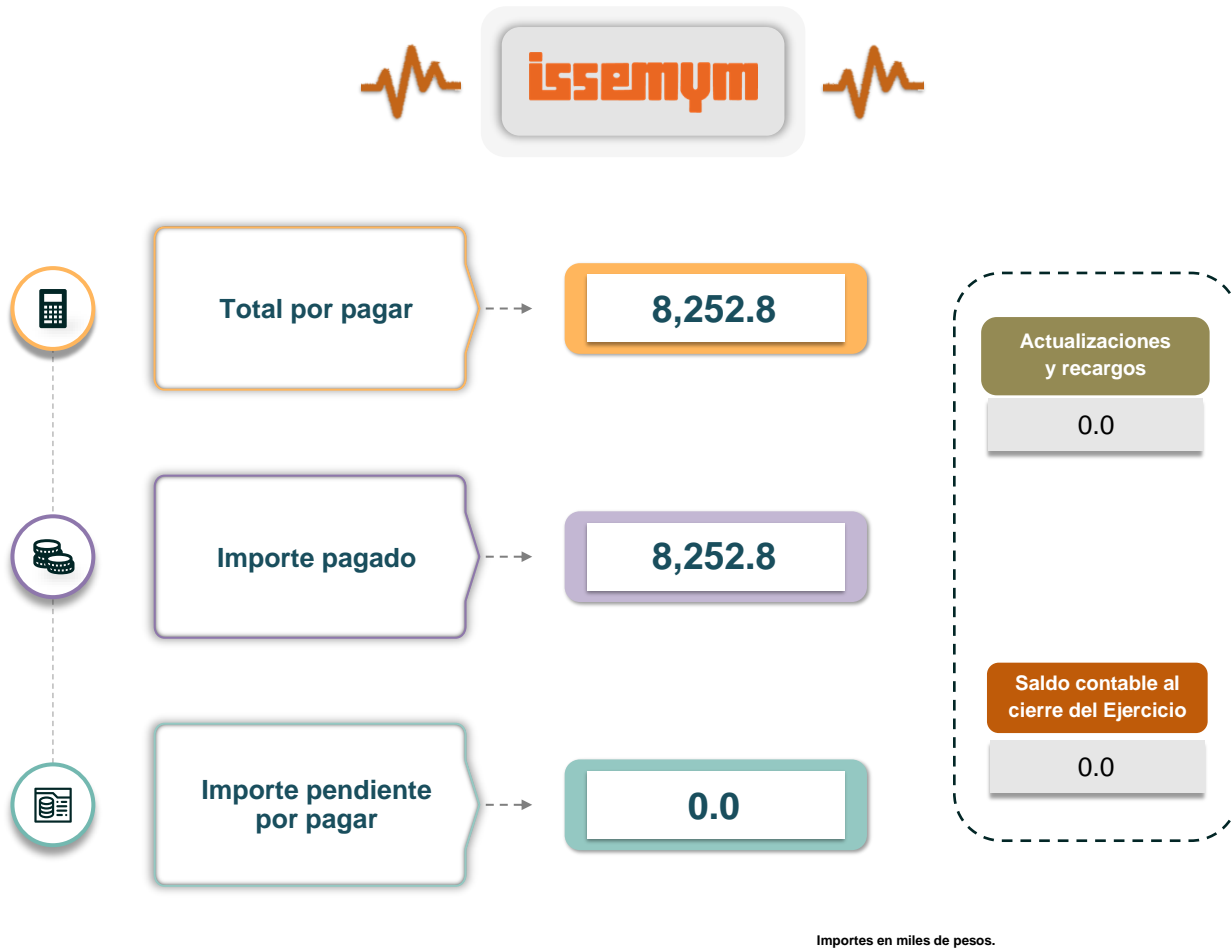 issemym
Total por pagar
8,252.8
Actualizaciones
y recargos
0.0
Importe pagado
8,252.8
Saldo contable al
cierre del Ejercicio
0.0
Importe pendiente
por pagar
0.0
Importes en miles de pesos.